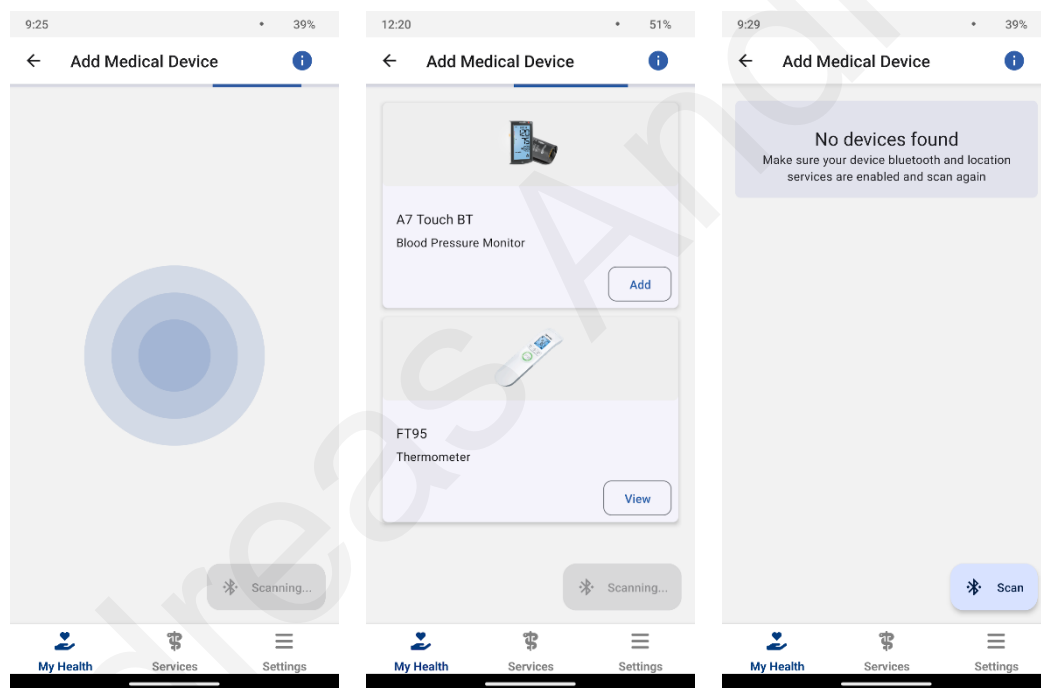 9:25 39%
Add Medical Device
Scanning...
My Health Services Settings
12:20 51%
Add Medical Device
A7 Touch BT
Blood Pressure Monitor
Add
FT95
Thermometer
View
Scanning...
My Health Services Settings
9:29 39%
Add Medical Device
No devices found
Make sure your device bluetooth and location
services are enabled and scan again
Scan
My Health Services Settings